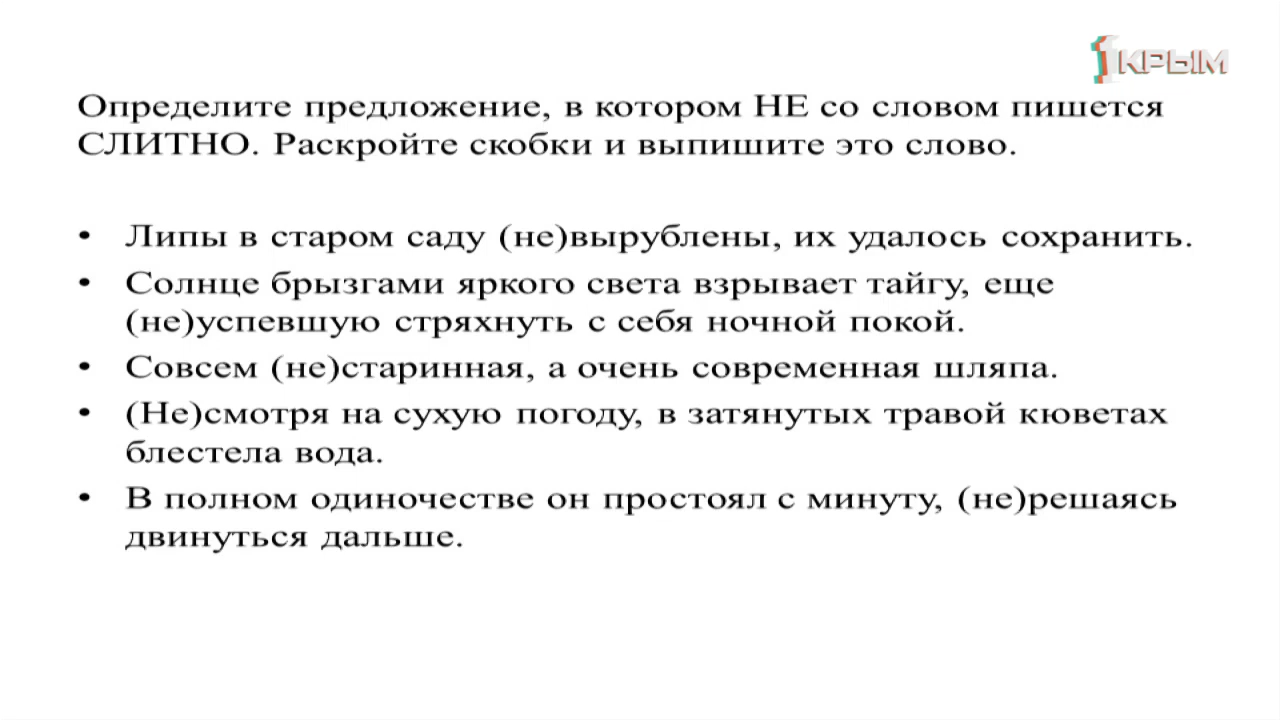 1КРЫМ
Определите предложение, в котором НЕ со словом пишется
СЛИТНО. Раскройте скобки и выпишите это слово.
• Липы в старом саду (не)вырублены, их удалось сохранить.
• Солнце брызгами яркого света взрывает тайгу, еще
(не)успевшую стряхнуть с себя ночной покой.
• Совсем (не)старинная, а очень современная шляпа.
• (Не)смотря на сухую погоду, в затянутых травой кюветах
блестела вода.
• В полном одиночестве он простоял с минуту, (не)решаясь
двинуться дальше.